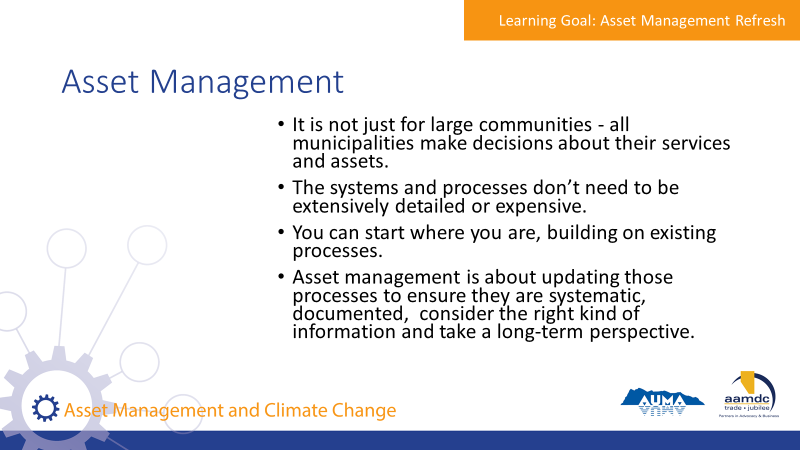 Learning Goal: Asset Management Refresh
Asset Management
• It is not just for large communities - all
municipalities make decisions about their services
and assets.
• The systems and processes don’t need to be
extensively detailed or expensive.
• You can start where you are, building on existing
processes.
• Asset management is about updating those
processes to ensure they are systematic,
documented,  consider the right kind of
information and take a long-term perspective.
Asset Management and Climate Change
AUMA
aamdc
trade • jubilee
Partners in Advocacy & Business